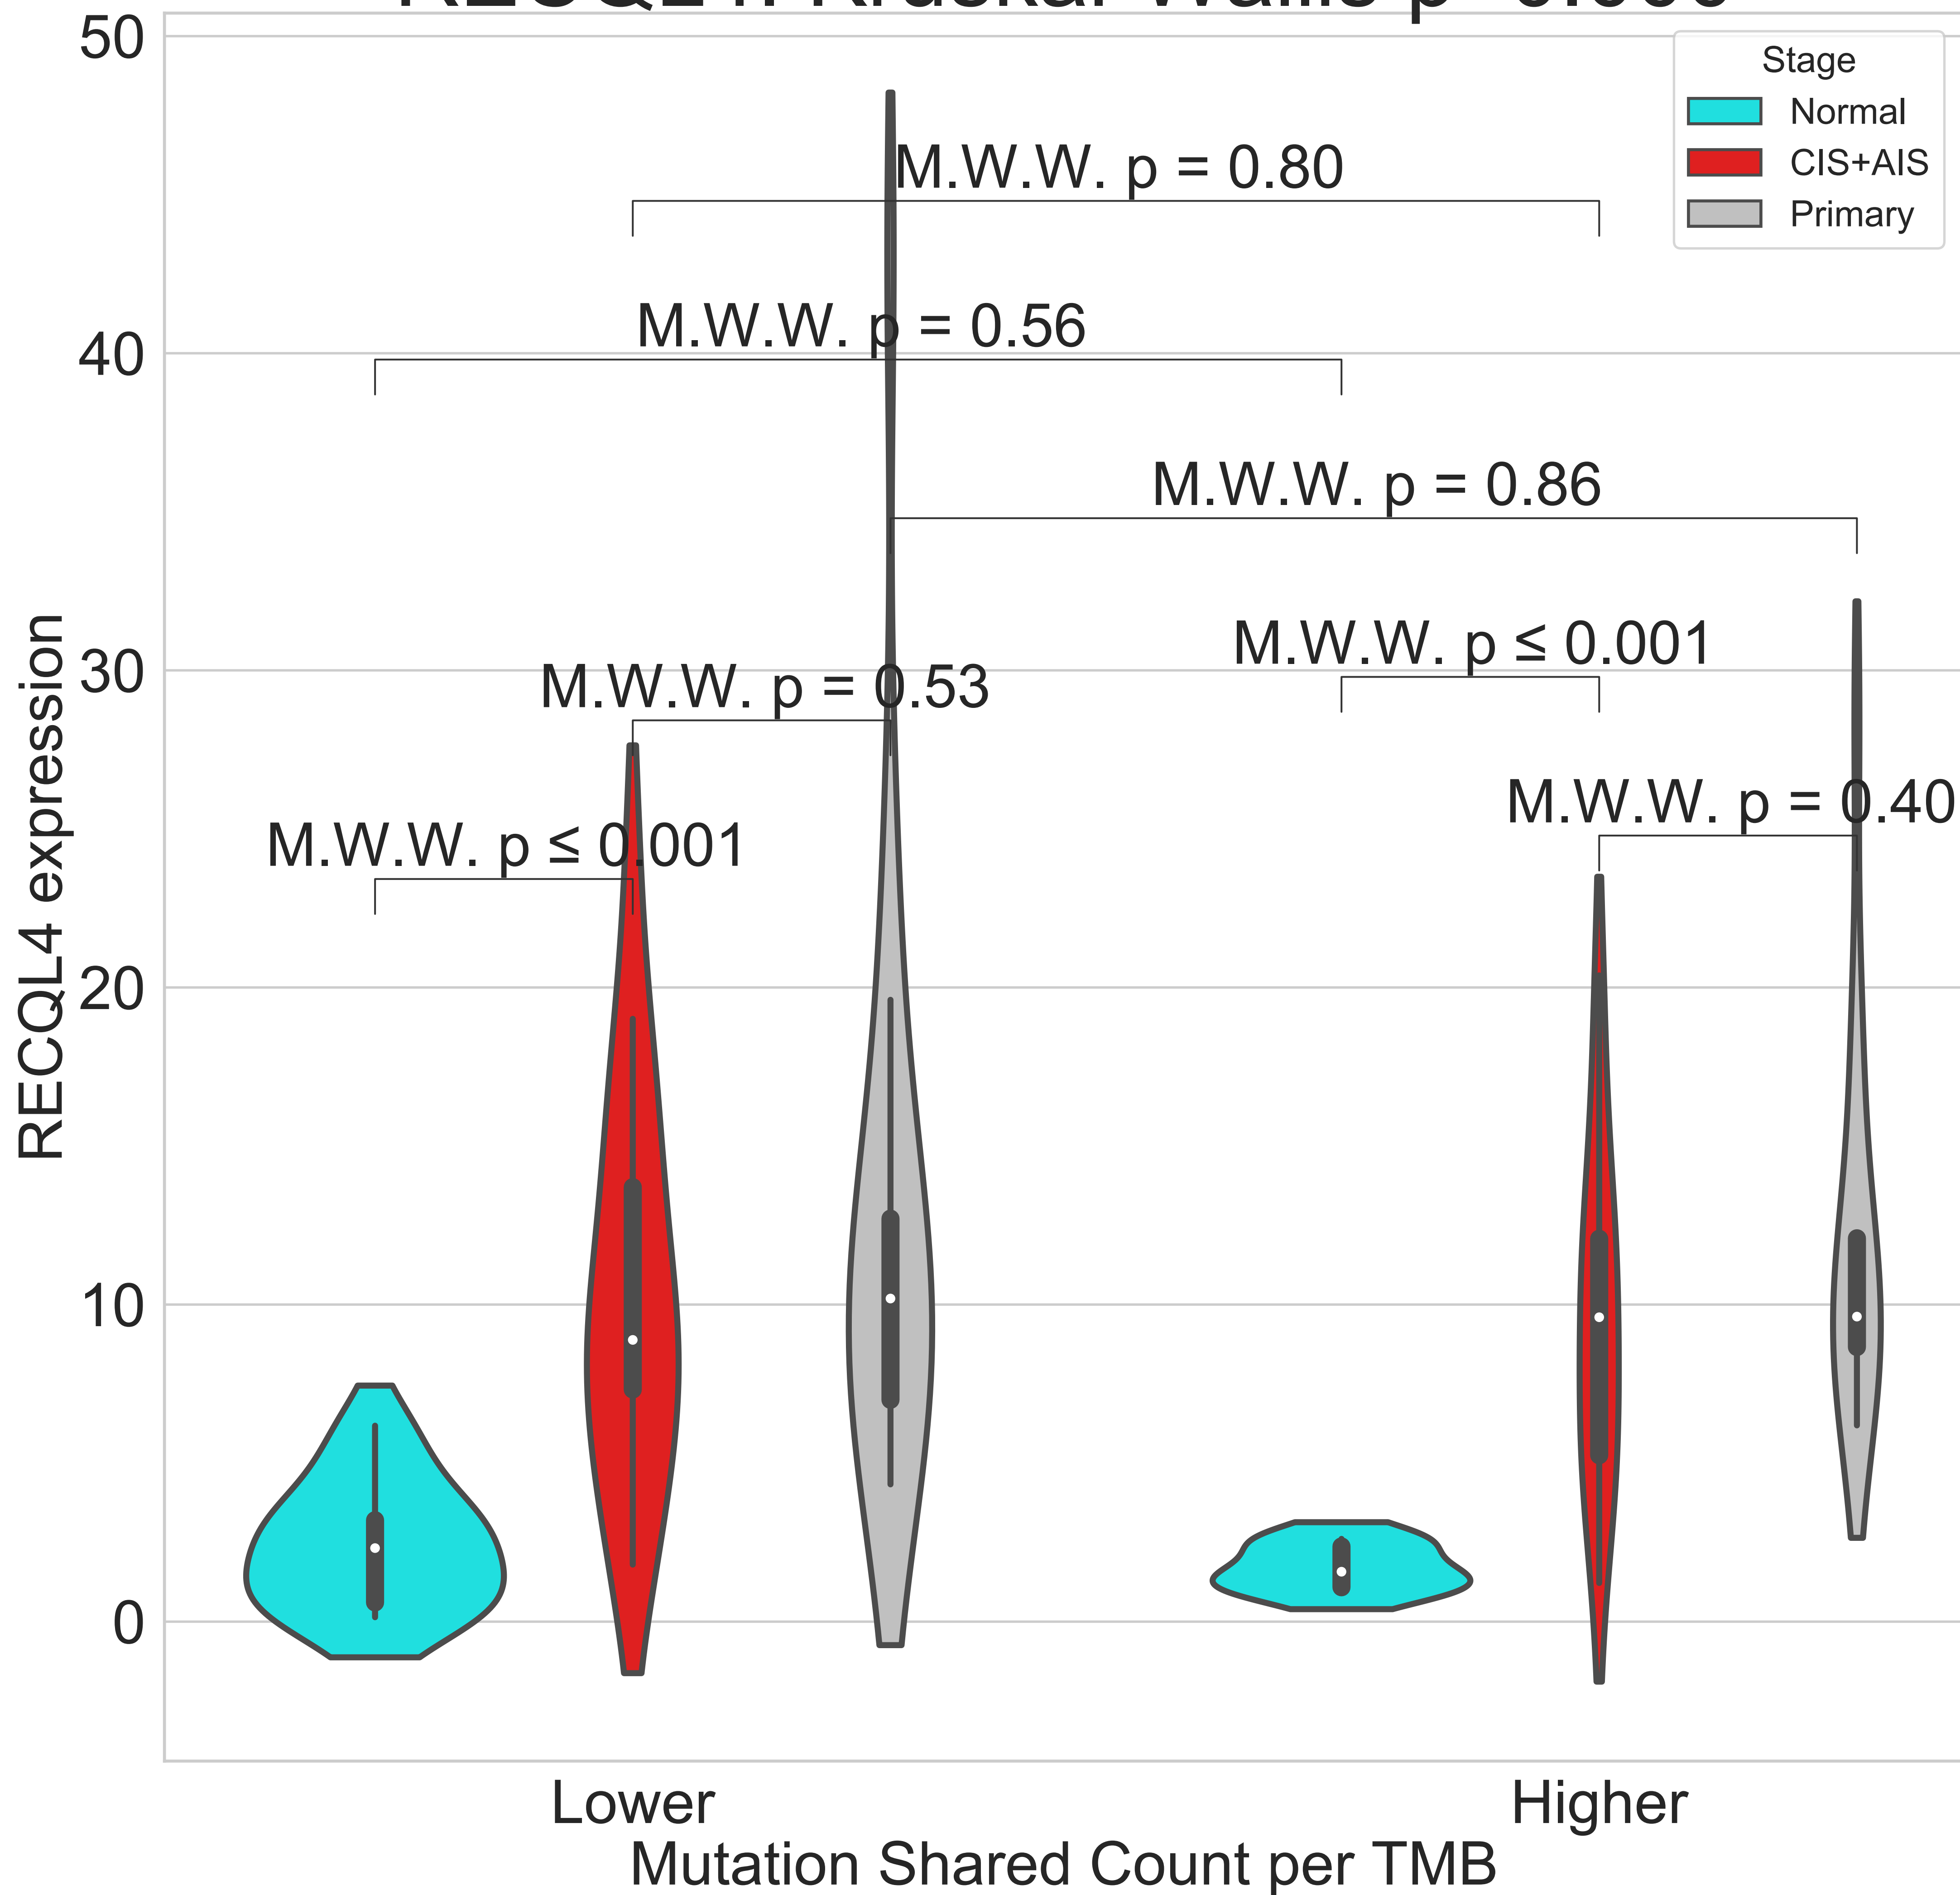 50
Stage
Normal
CIS+AIS
Primary
M.W.W. p = 0.80
M.W.W. p = 0.56
40
M.W.W. p = 0.86
M.W.W. p ≤ 0.001
30
M.W.W. p = 0.53
M.W.W. p = 0.40
M.W.W. p ≤ 0.001
RECQL4 expression
20
10
0
Lower
Higher
Mutation Shared Count per TMB